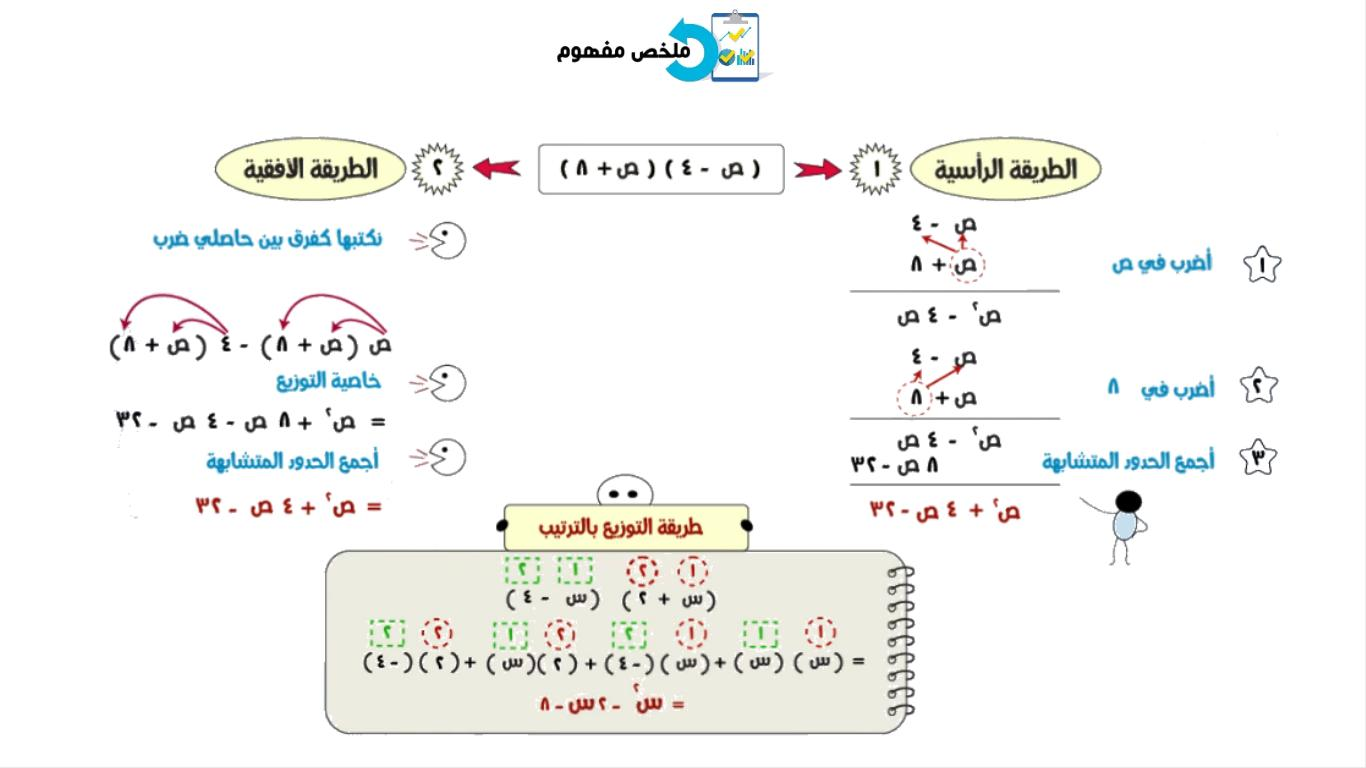 ملخص مفهوم
( ص - ٤ ) ( ص + ٨ )
١ الطريقة الرأسية
١ أضرب في ص
ص - ٤
ص + ٨
ص٢ - ٤ ص
٢ أضرب في ٨
ص - ٤
ص + ٨
٣ أجمع الحدود المتشابهة
ص٢ - ٤ ص
٨ ص - ٣٢
ص٢ + ٤ ص - ٣٢
٢ الطريقة الأفقية
نكتبها كفرق بين حاصلي ضرب
ص (ص + ٨) - ٤ (ص + ٨)
خاصية التوزيع
= ص٢ + ٨ ص - ٤ ص - ٣٢
أجمع الحدود المتشابهة
= ص٢ + ٤ ص - ٣٢
طريقة التوزيع بالترتيب
١ ٢ ١ ٢
(س + ٢) (س - ٤)
١ ١ ١ ٢ ٢ ١ ٢ ٢
= (س) (س) + (س) (-٤) + (٢) (س) + (٢) (-٤)
= س٢ - ٢س - ٨